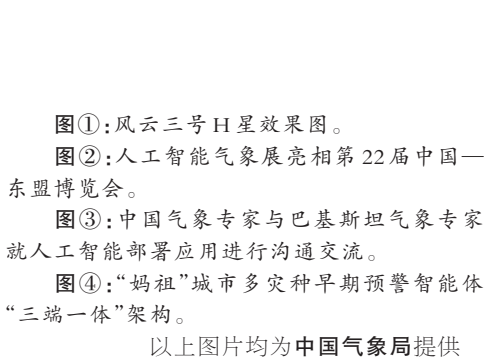 图①:风云三号H星效果图。
图②:人工智能气象展亮相第22届中国—
东盟博览会。
图③:中国气象专家与巴基斯坦气象专家
就人工智能部署应用进行沟通交流。
图④:“妈祖”城市多灾种早期预警智能体
“三端一体”架构。
以上图片均为中国气象局提供